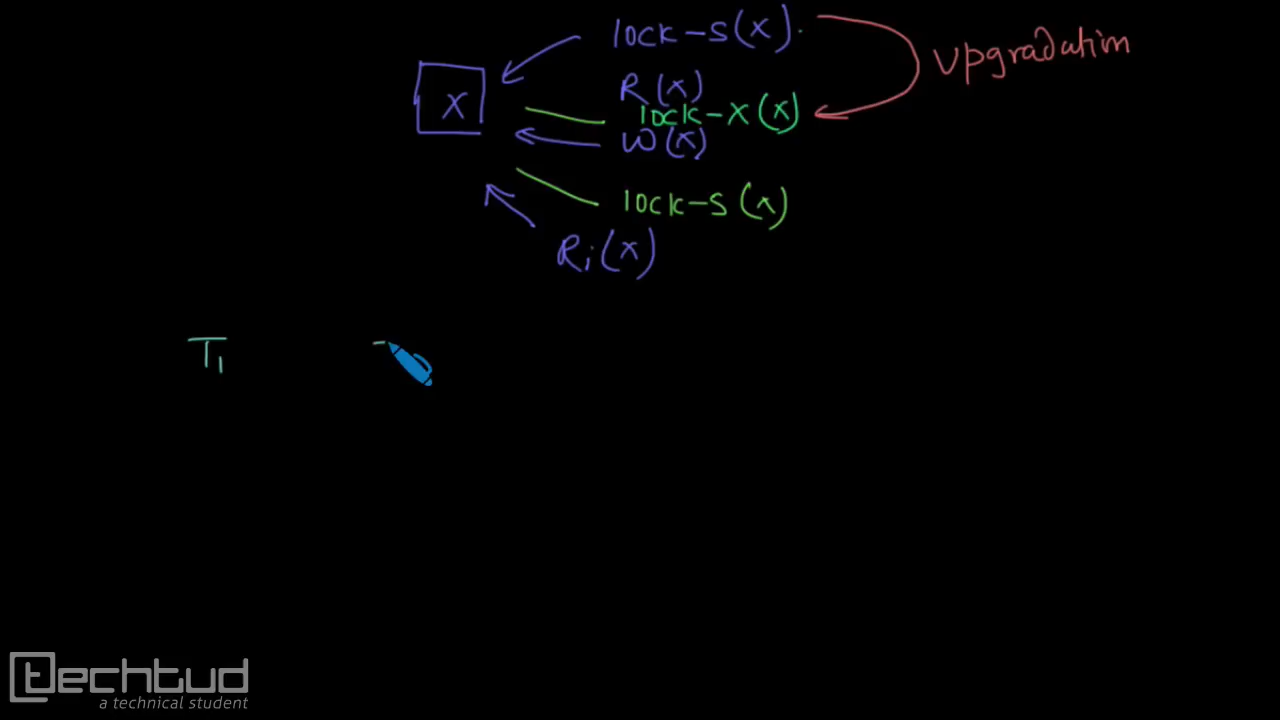 lock-S(X).
Upgradation
R(X)
X
lock-X(X)
W(X)
lock-S(X)
Ri(X)
T1
techtud
a technical student